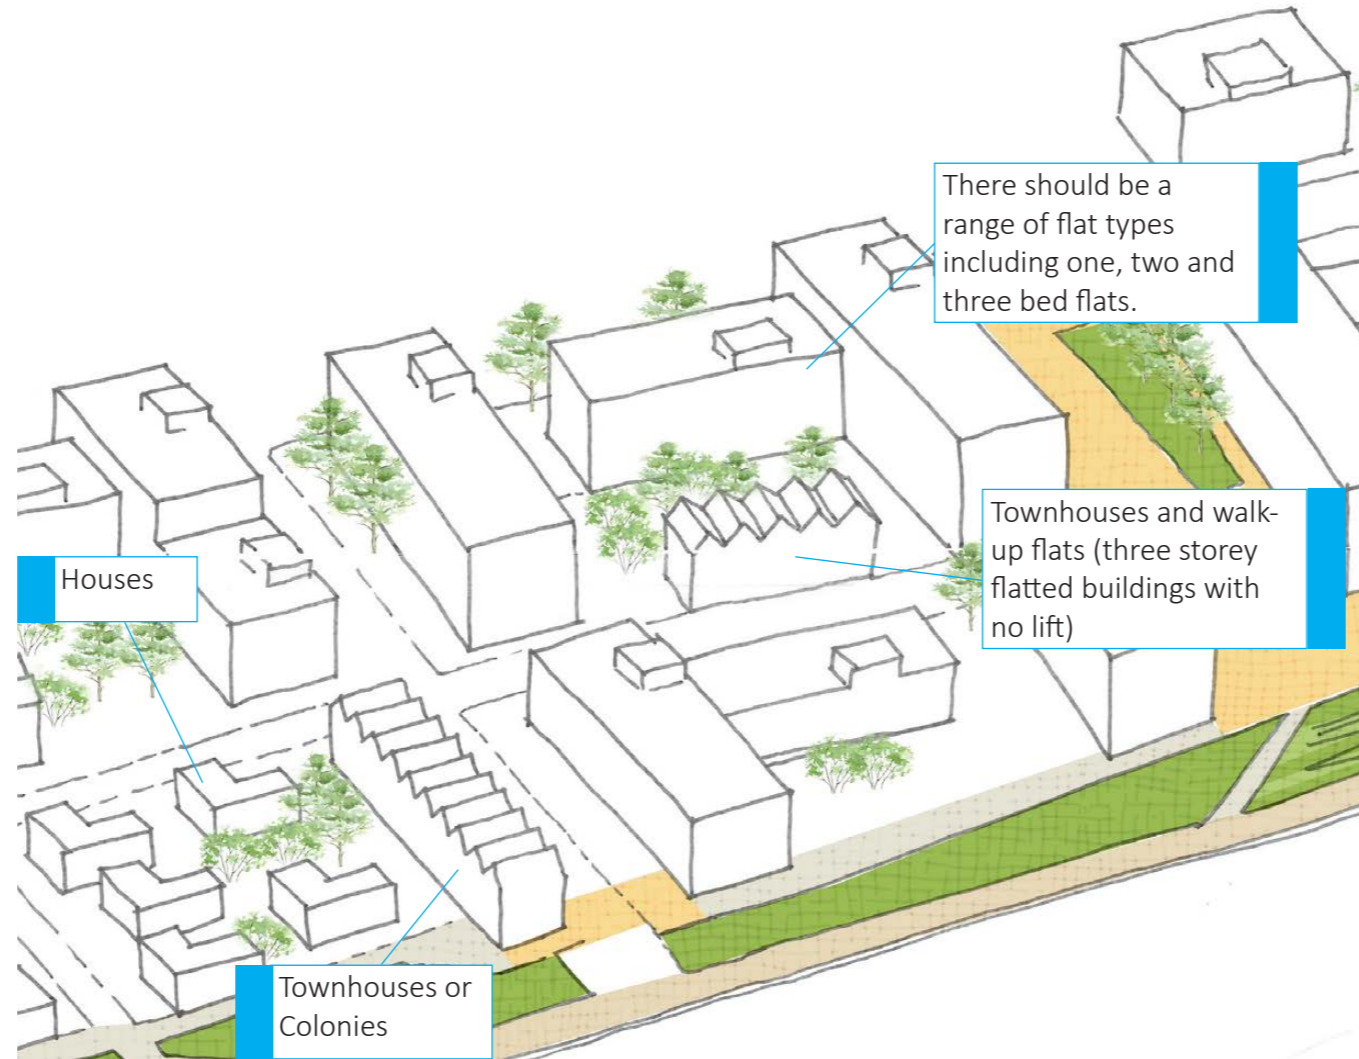 There should be a
range of flat types
including one, two and
three bed flats.
Townhouses and walk-
up flats (three storey
flatted buildings with
no lift)
Houses
Townhouses or
Colonies